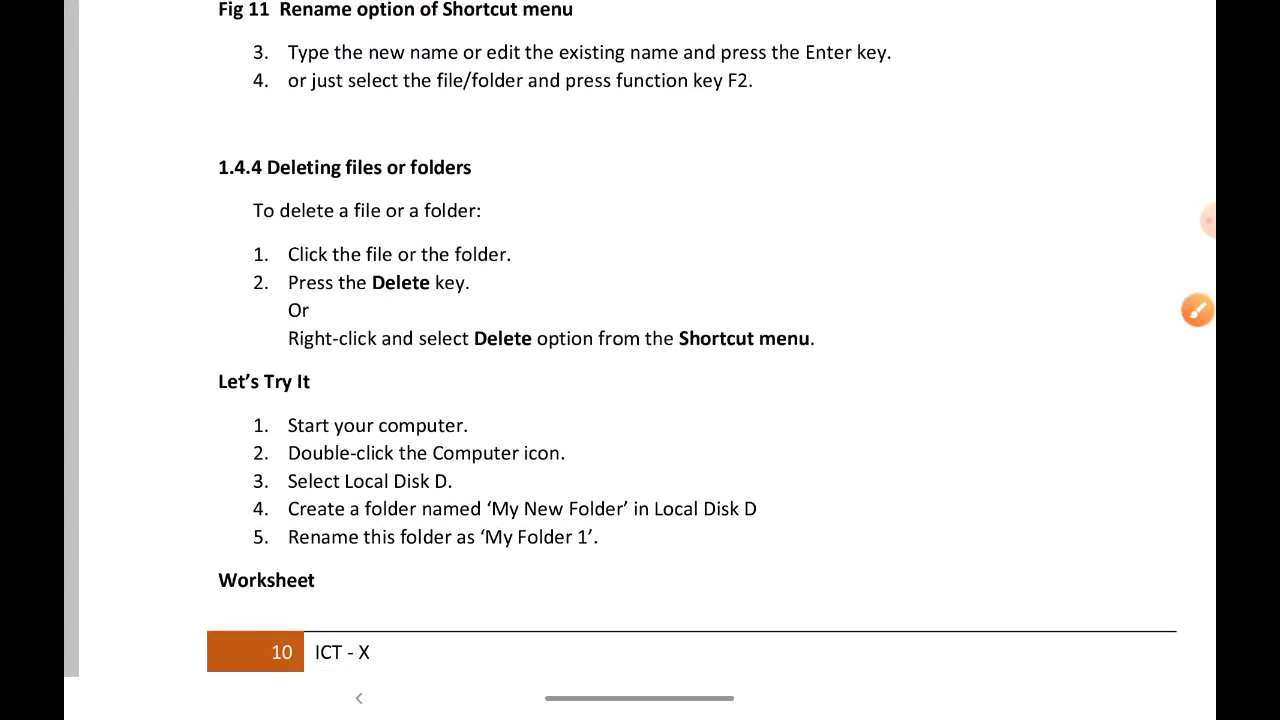 Fig 11  Rename option of Shortcut menu
3. Type the new name or edit the existing name and press the Enter key.
4. or just select the file/folder and press function key F2.
1.4.4 Deleting files or folders
To delete a file or a folder:
1. Click the file or the folder.
2. Press the Delete key.
Or
Right-click and select Delete option from the Shortcut menu.
Let’s Try It
1. Start your computer.
2. Double-click the Computer icon.
3. Select Local Disk D.
4. Create a folder named ‘My New Folder’ in Local Disk D
5. Rename this folder as ‘My Folder 1’.
Worksheet
10 ICT - X